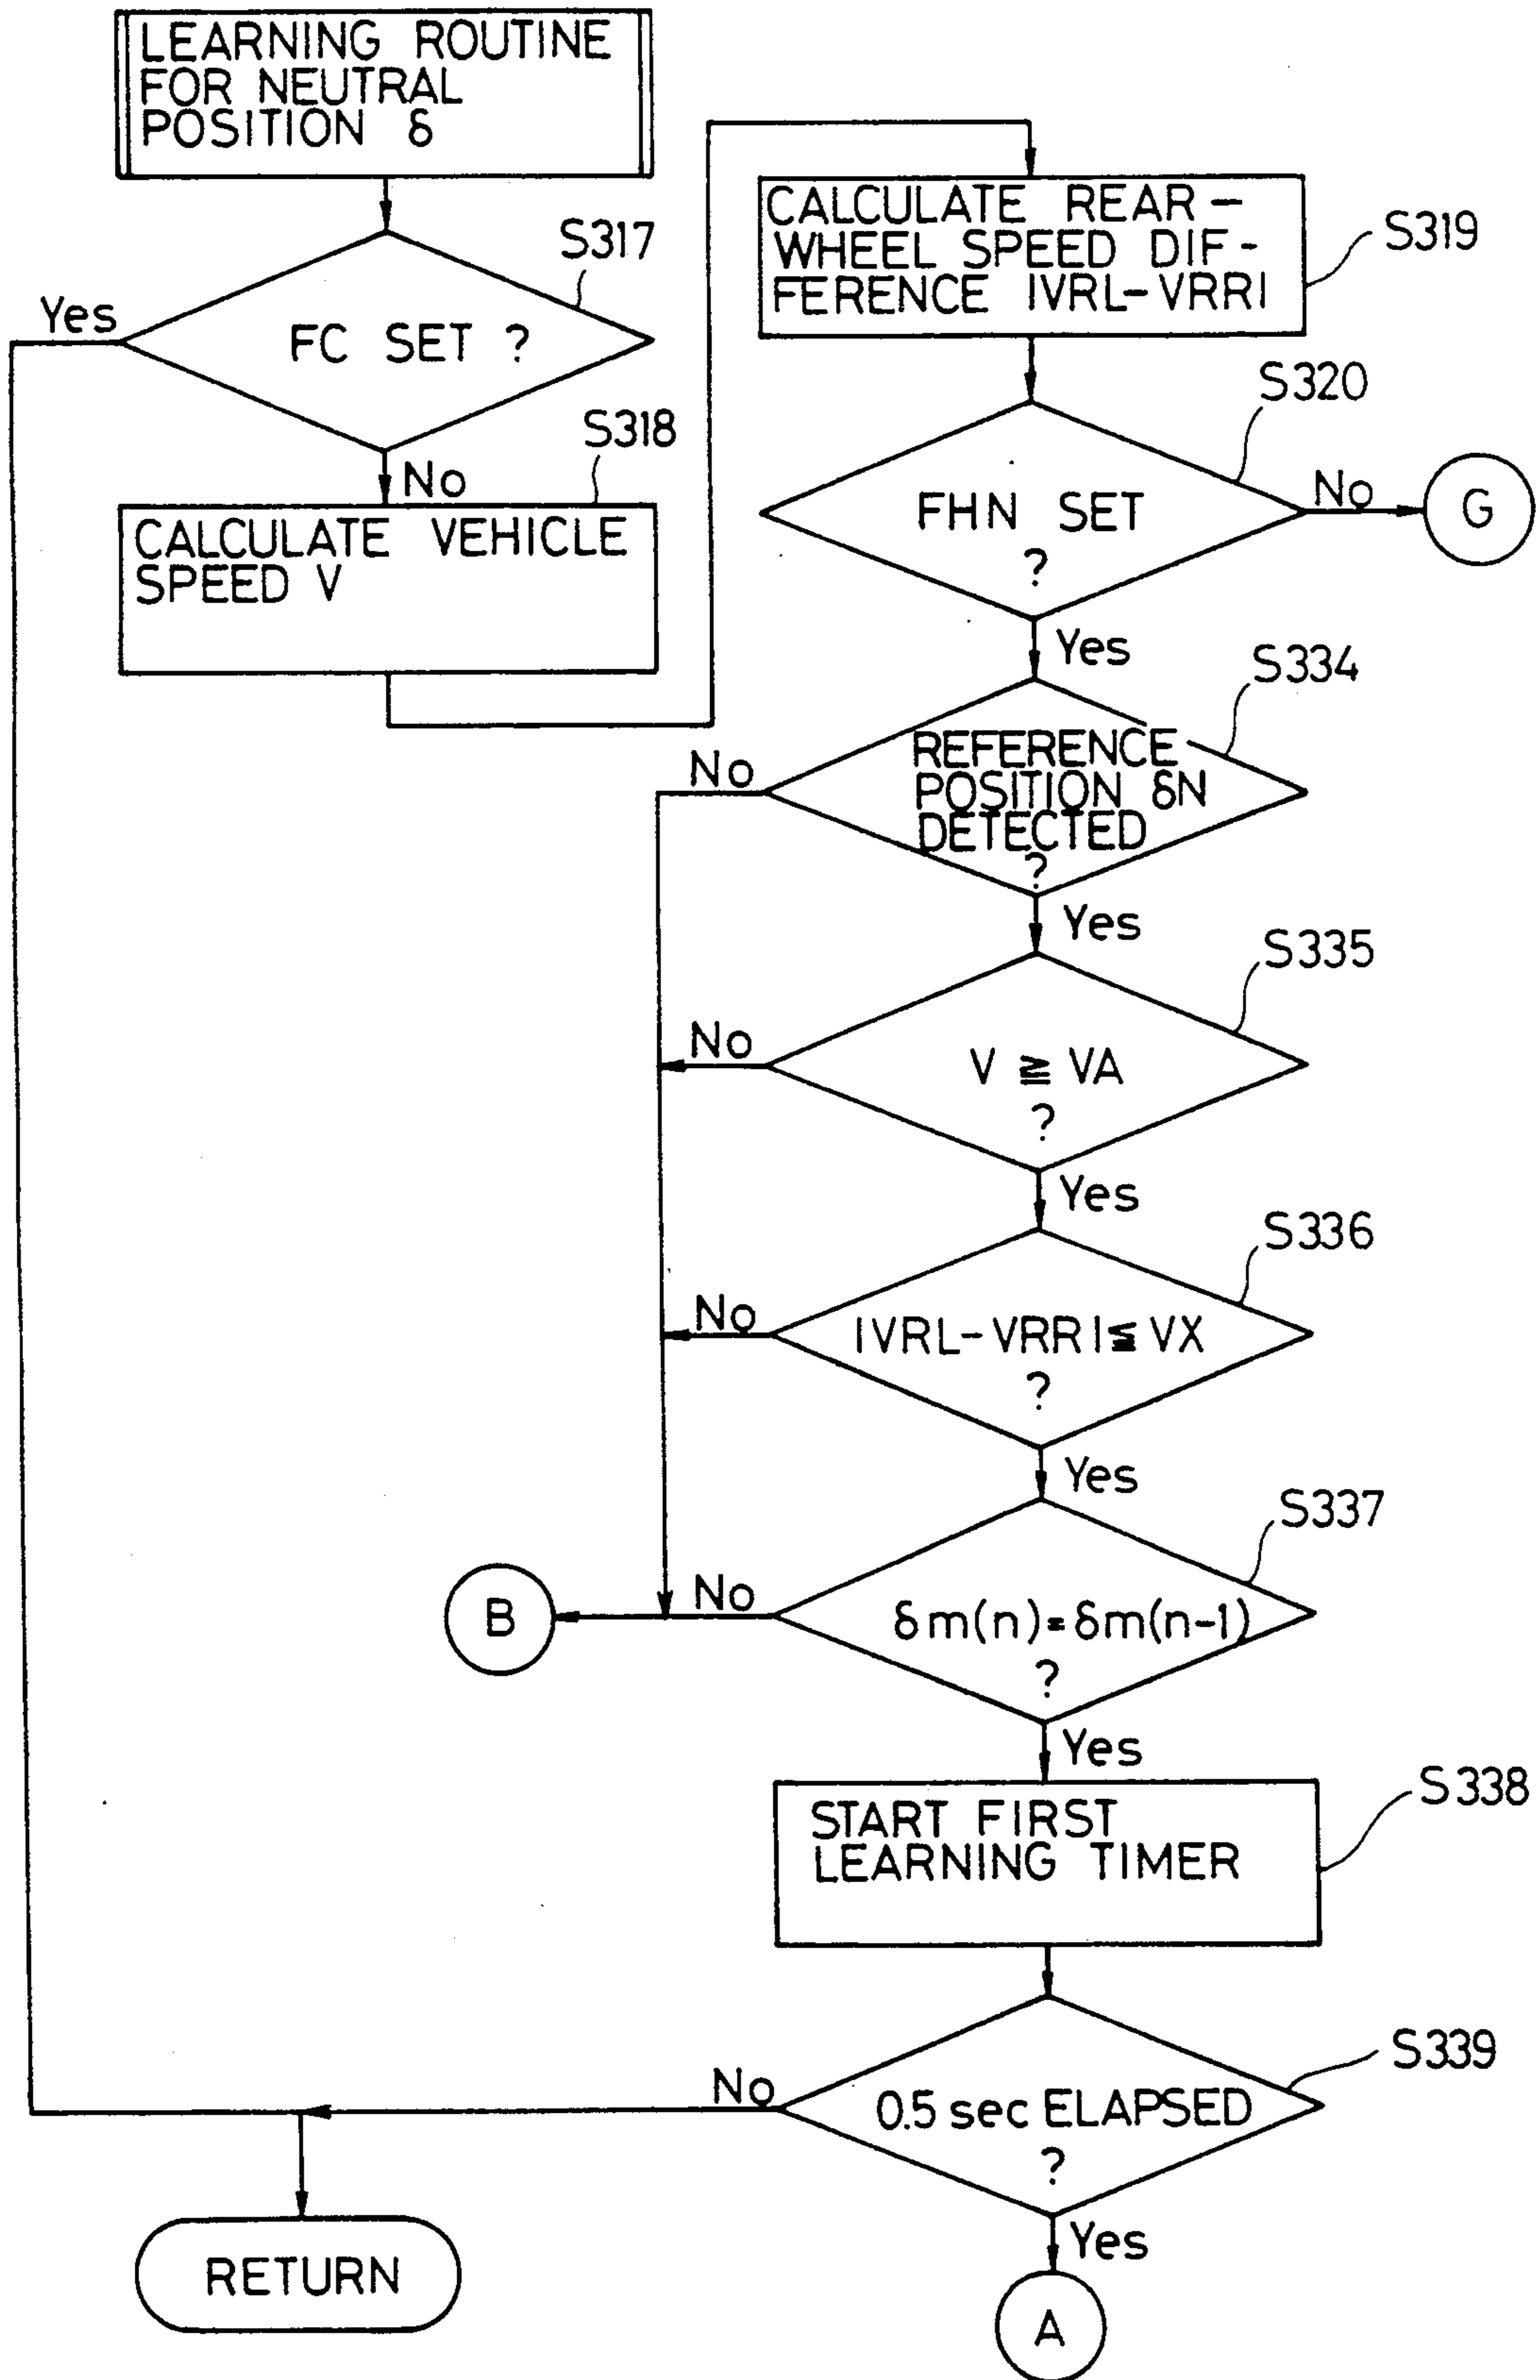 LEARNING ROUTINE
FOR NEUTRAL
POSITION δ
S317
Yes
FC SET ?
S318
No
CALCULATE VEHICLE
SPEED V
CALCULATE REAR-
WHEEL SPEED DIF-
FERENCE |VRL-VRR|
S319
S320
FHN SET
?
No
G
Yes
S334
No
REFERENCE
POSITION δN
DETECTED
?
Yes
S335
No
V ≧ VA
?
Yes
S336
No
|VRL-VRR|≦VX
?
Yes
S337
B
No
δm(n)=δm(n-1)
?
Yes
START FIRST
LEARNING TIMER
S338
S339
No
0.5 sec ELAPSED
?
Yes
RETURN
A